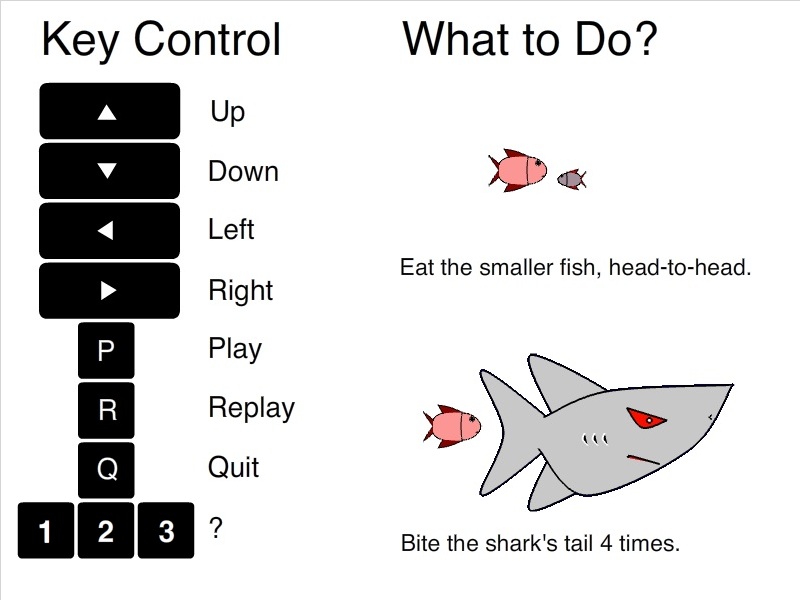 Key Control
▲ Up
▼ Down
◀ Left
▶ Right
P Play
R Replay
Q Quit
1 2 3 ?
What to Do?
Eat the smaller fish, head-to-head.
Bite the shark's tail 4 times.